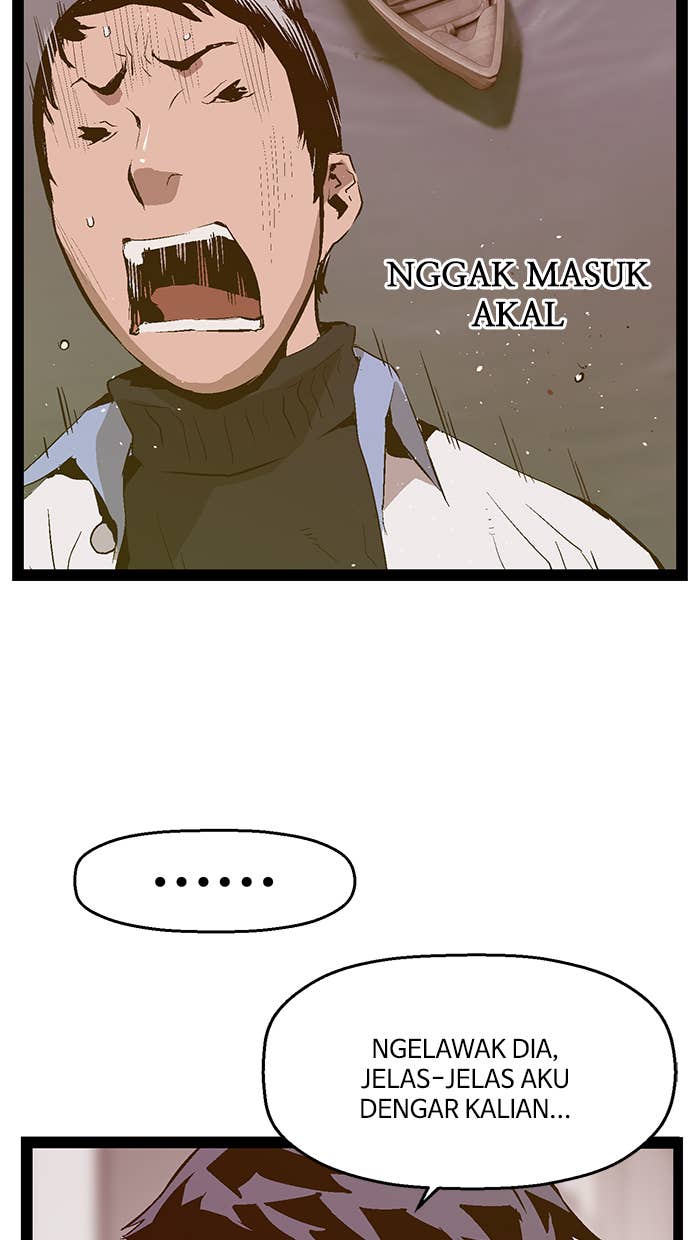 NGGAK MASUK
AKAL
......
NGELAWAK DIA,
JELAS-JELAS AKU
DENGAR KALIAN...